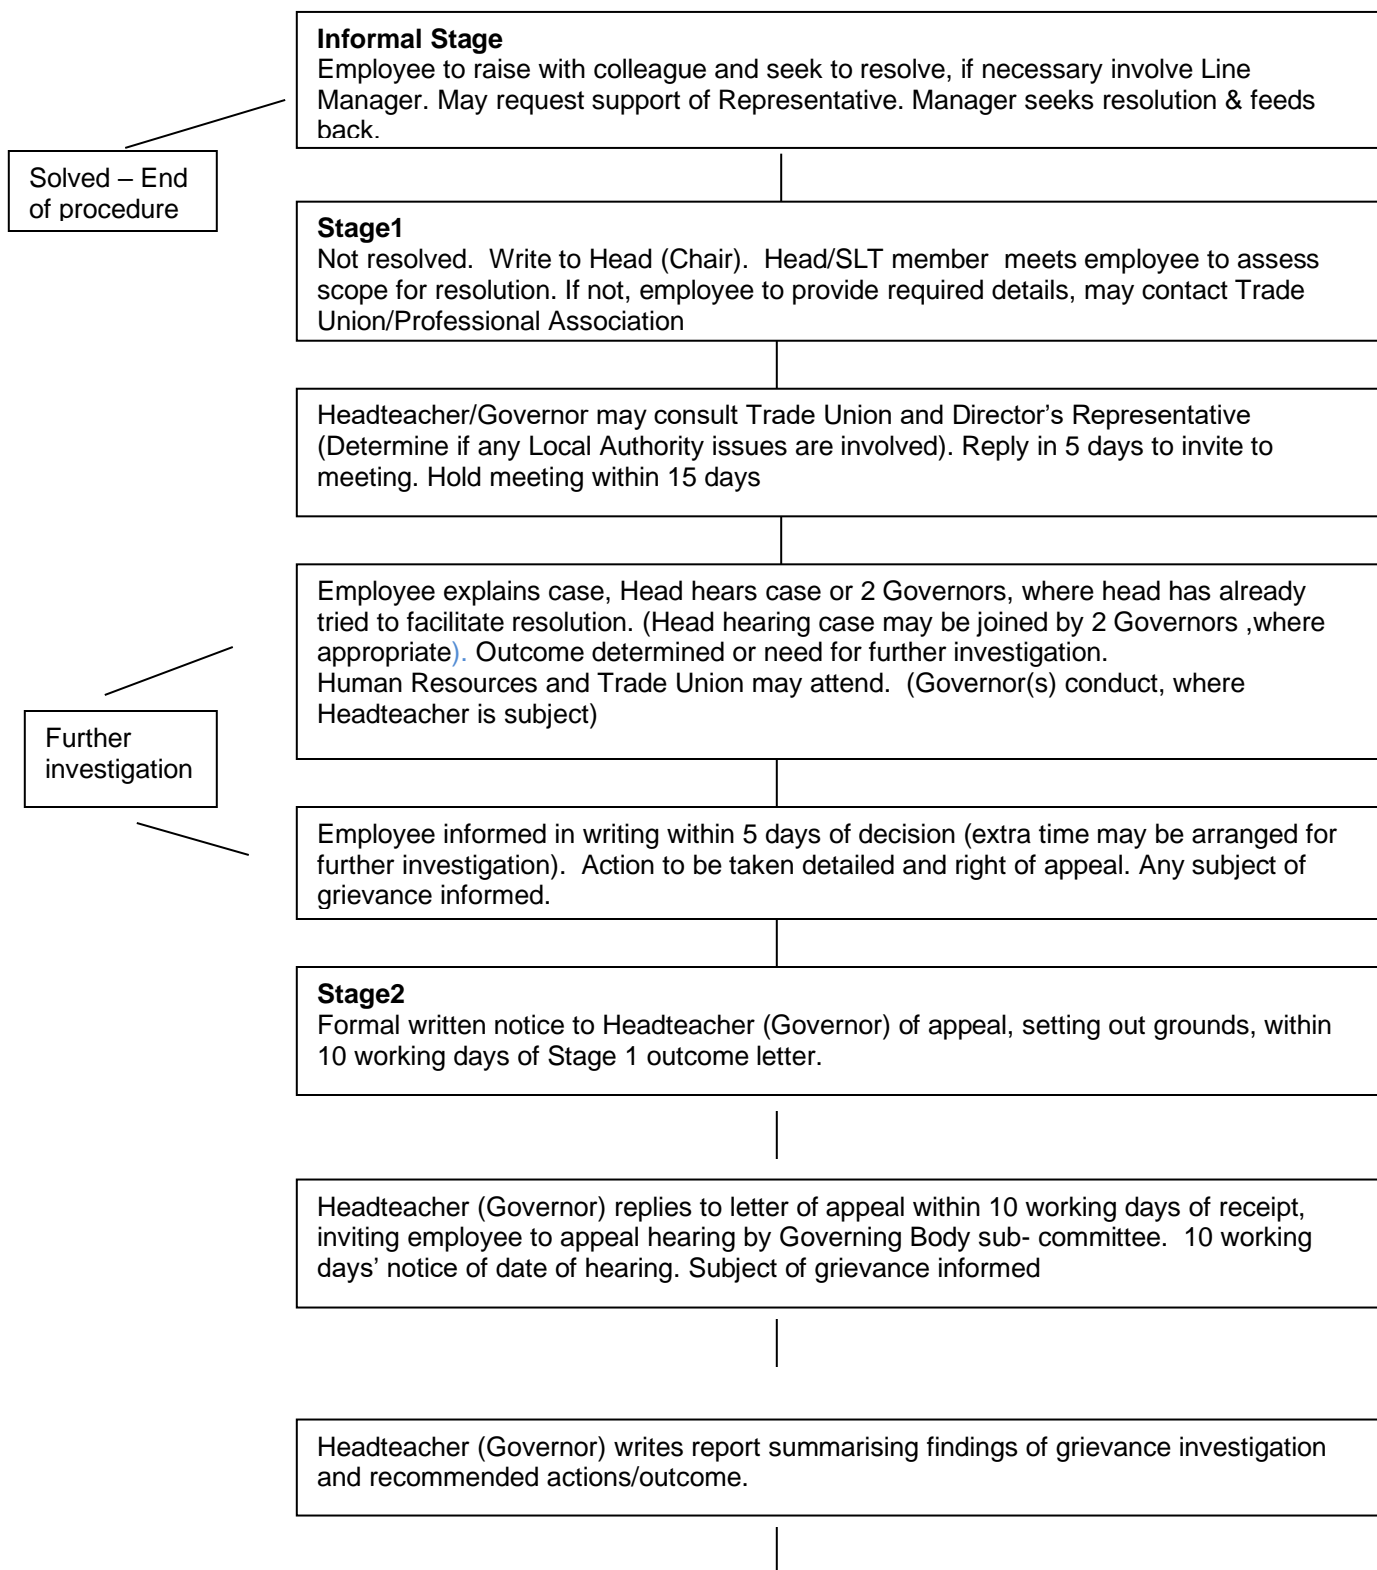 Informal Stage
Employee to raise with colleague and seek to resolve, if necessary involve Line
Manager. May request support of Representative. Manager seeks resolution & feeds
back.
Solved – End
of procedure
Stage1
Not resolved.  Write to Head (Chair).  Head/SLT member  meets employee to assess
scope for resolution. If not, employee to provide required details, may contact Trade
Union/Professional Association
Headteacher/Governor may consult Trade Union and Director’s Representative
(Determine if any Local Authority issues are involved). Reply in 5 days to invite to
meeting. Hold meeting within 15 days
Employee explains case, Head hears case or 2 Governors, where head has already
tried to facilitate resolution. (Head hearing case may be joined by 2 Governors ,where
appropriate). Outcome determined or need for further investigation.
Human Resources and Trade Union may attend.  (Governor(s) conduct, where
Headteacher is subject)
Further
investigation
Employee informed in writing within 5 days of decision (extra time may be arranged for
further investigation).  Action to be taken detailed and right of appeal. Any subject of
grievance informed.
Stage2
Formal written notice to Headteacher (Governor) of appeal, setting out grounds, within
10 working days of Stage 1 outcome letter.
Headteacher (Governor) replies to letter of appeal within 10 working days of receipt,
inviting employee to appeal hearing by Governing Body sub- committee.  10 working
days’ notice of date of hearing. Subject of grievance informed
Headteacher (Governor) writes report summarising findings of grievance investigation
and recommended actions/outcome.